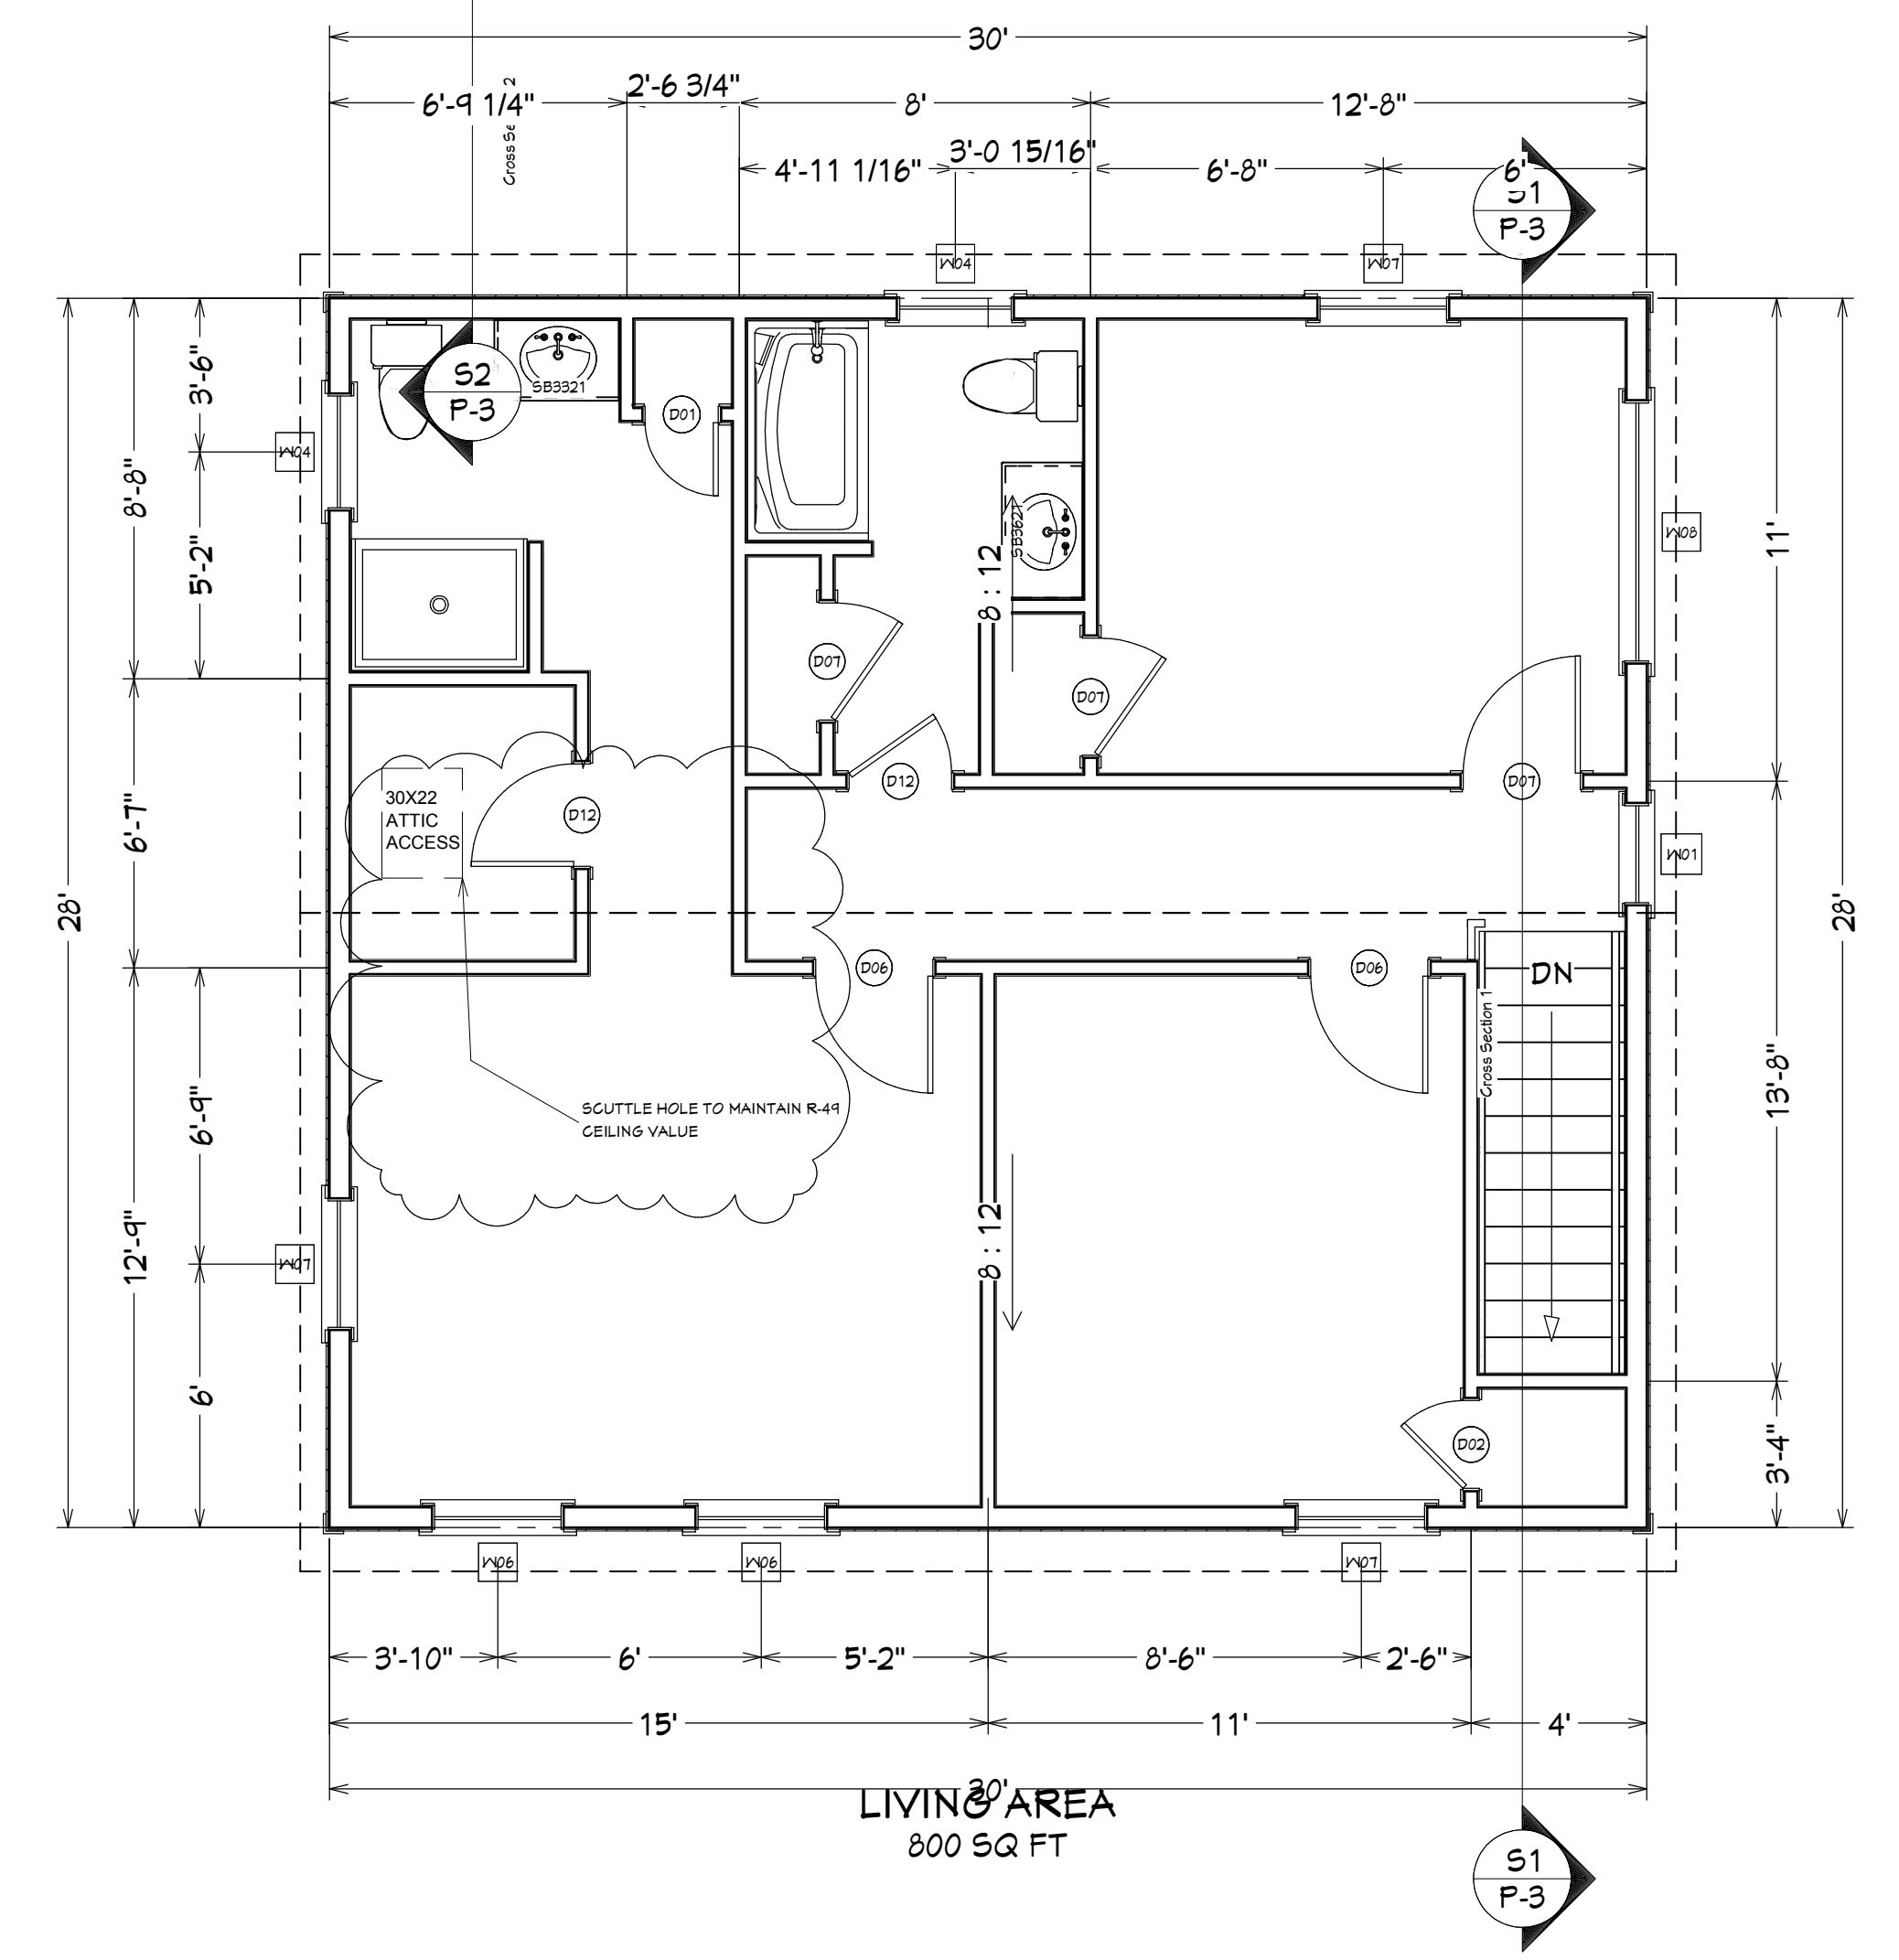 30'
6'-9 1/4"
2'-6 3/4"
8'
12'-8"
4'-11 1/16"
3'-0 15/16"
6'-8"
6'
S1
P-3
W04
W07
3'-6"
8'-8"
5'-2"
W04
S2
P-3
SB3321
D01
SB3621
8 : 12
11'
W08
D07
D07
D12
D07
30X22
ATTIC
ACCESS
D12
6'-7"
28'
W01
28'
D06
D06
DN
Cross Section 1
SCUTTLE HOLE TO MAINTAIN R-49
CEILING VALUE
6'-9"
13'-8"
12'-9"
8 : 12
W07
6'
D02
3'-4"
W06
W06
W07
3'-10"
6'
5'-2"
8'-6"
2'-6"
15'
11'
4'
30'
LIVING AREA
800 SQ FT
S1
P-3